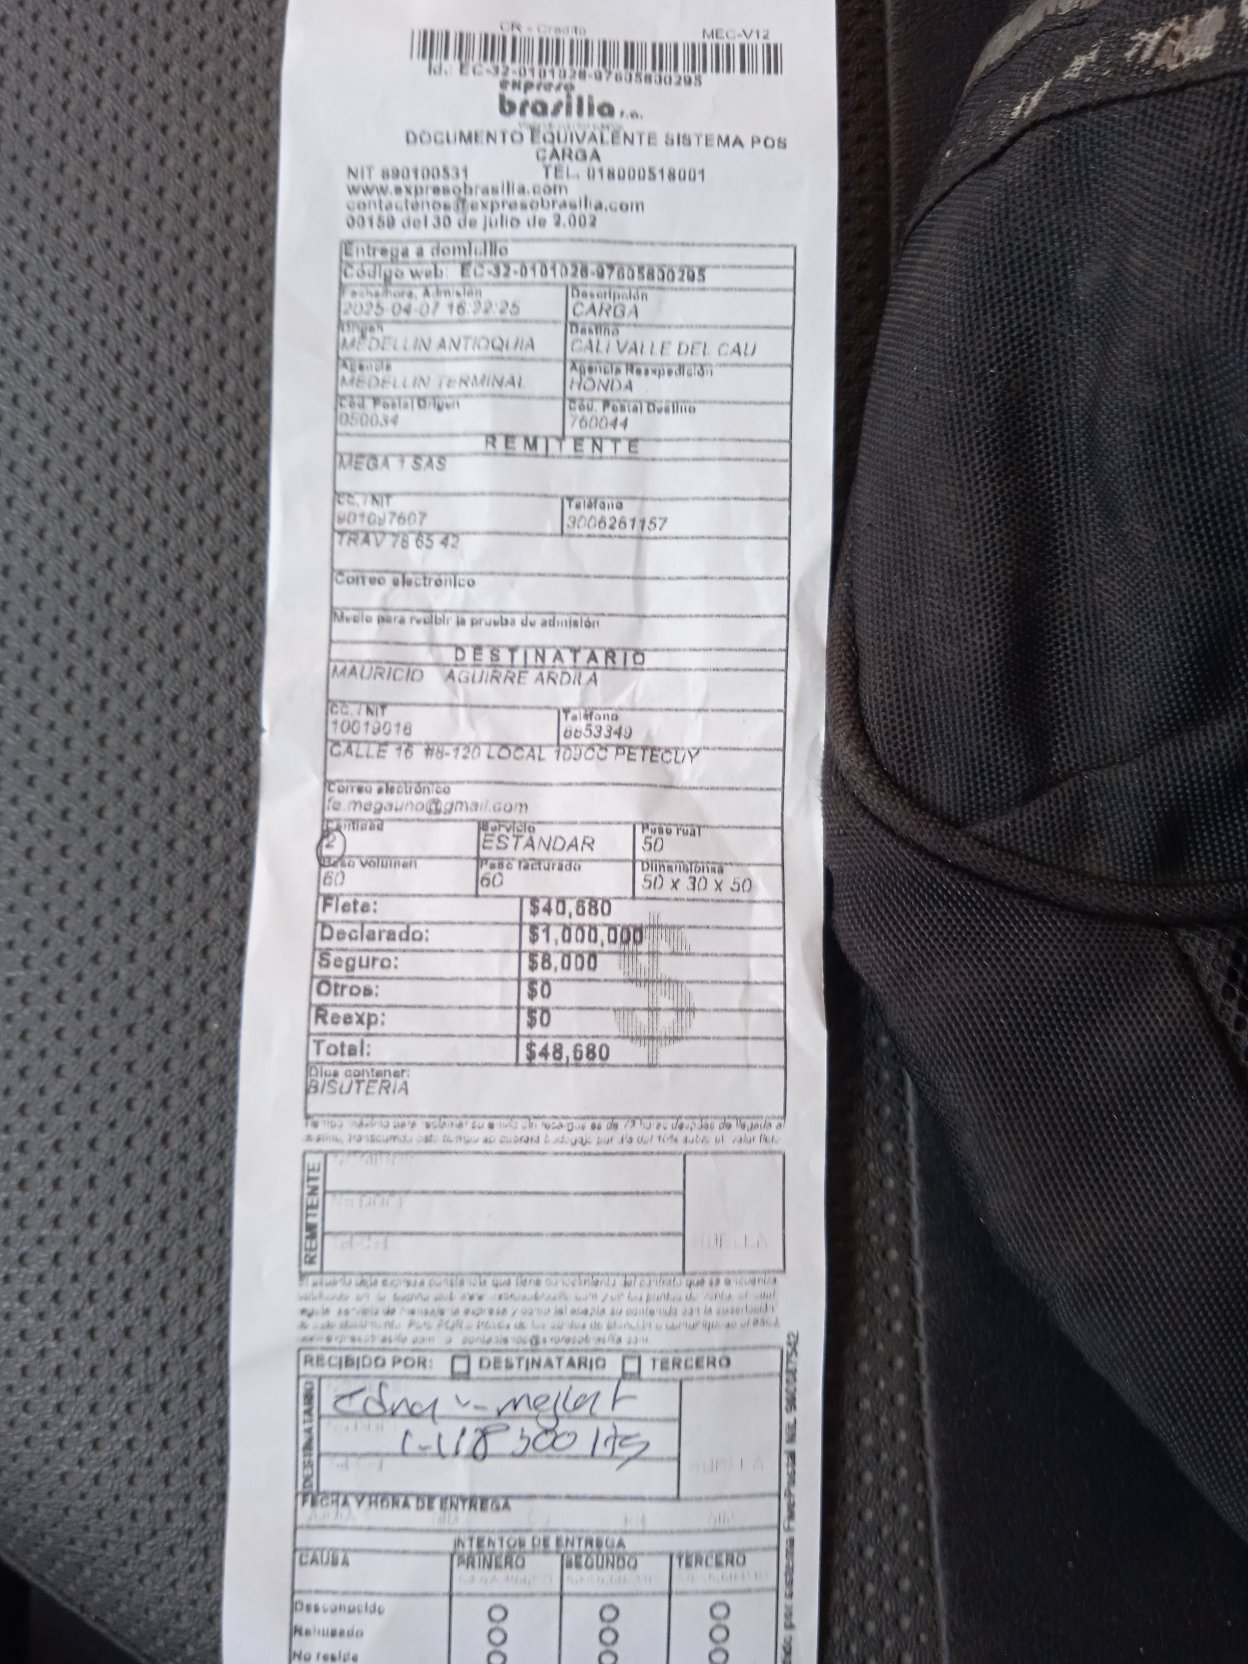 CR - Credito MEC-V12
Id.: EC-32-0101026-97605800295
expreso
brasilia s.a.
DOCUMENTO EQUIVALENTE SISTEMA POS
CARGA
NIT 890100531 TEL. 018000518001
www.expresobrasilia.com
contactenos@expresobrasilia.com
00159 del 30 de julio de 2.002
Entrega a domicilio
Código web: EC-32-0101026-97605800295
Fecha/hora, Admisión Descripción
2025-04-07 16:22:25 CARGA
Origen Destino
MEDELLIN ANTIOQUIA CALI VALLE DEL CAU
Agencia Agencia Reexpedición
MEDELLIN TERMINAL HONDA
Cód. Postal Origen Cód. Postal Destino
050034 760044
REMITENTE
MEGA 1 SAS
CC. / NIT Teléfono
901097607 3006261157
TRAV 78 65 42
Correo electrónico
Medio para recibir la prueba de admisión
DESTINATARIO
MAURICIO AGUIRRE ARDILA
CC. / NIT Teléfono
10019016 8853349
CALLE 16 #8-120 LOCAL 109CC PETECUY
Correo electrónico
fe.megauno@gmail.com
Cantidad Servicio Peso real
2 ESTANDAR 50
Peso volumen Peso facturado Dimensiones
60 60 50 x 30 x 50
Flete: $40,680
Declarado: $1,000,000
Seguro: $8,000
Otros: $0
Reexp: $0
Total: $48,680
Dice contener:
BISUTERIA
REMITENTE
HUELLA
RECIBIDO POR: DESTINATARIO TERCERO
DESTINATARIO
HUELLA
FECHA Y HORA DE ENTREGA
INTENTOS DE ENTREGA
CAUSA PRIMERO SEGUNDO TERCERO
Desconocido
Rehusado
No reside